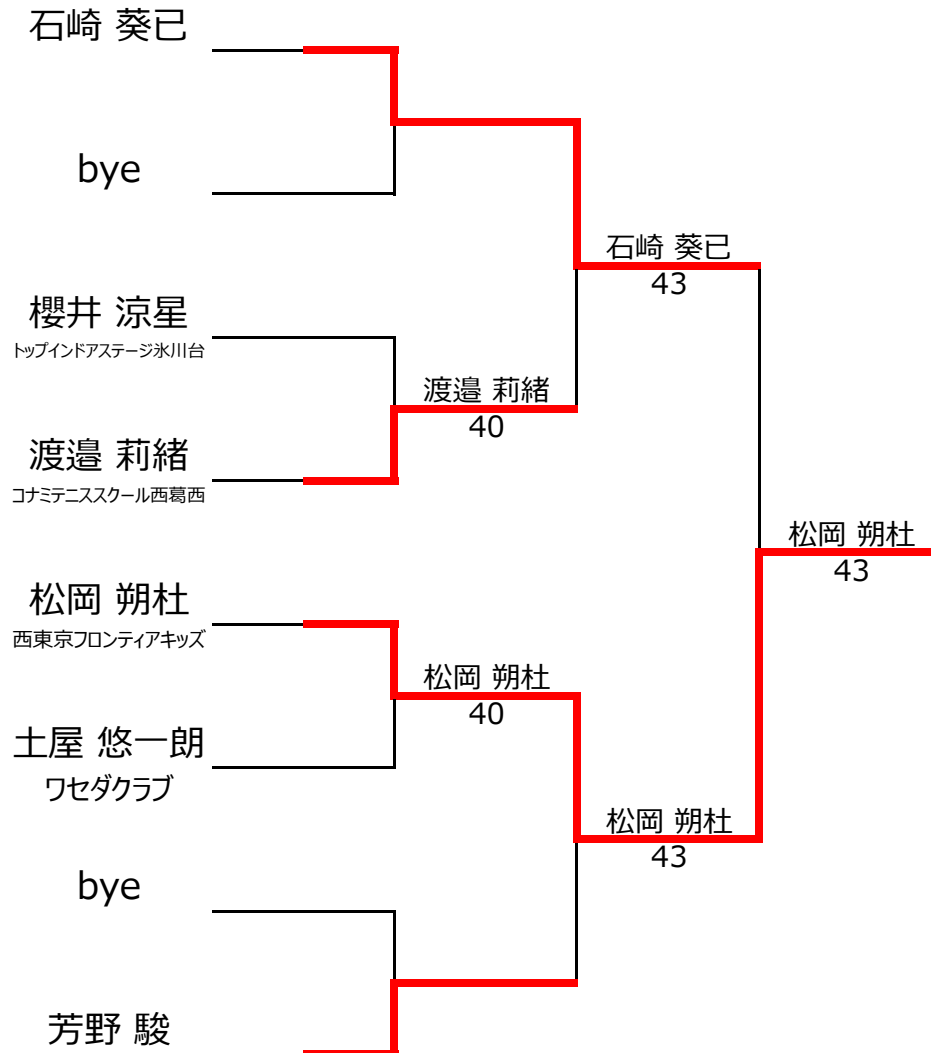 石崎 葵已
bye
石崎 葵已
43
櫻井 涼星
トップインドアステージ氷川台
渡邉 莉緒
40
渡邉 莉緒
コナミテニススクール西葛西
松岡 朔杜
43
松岡 朔杜
西東京フロンティアキッズ
松岡 朔杜
40
土屋 悠一朗
ワセダクラブ
松岡 朔杜
43
bye
芳野 駿